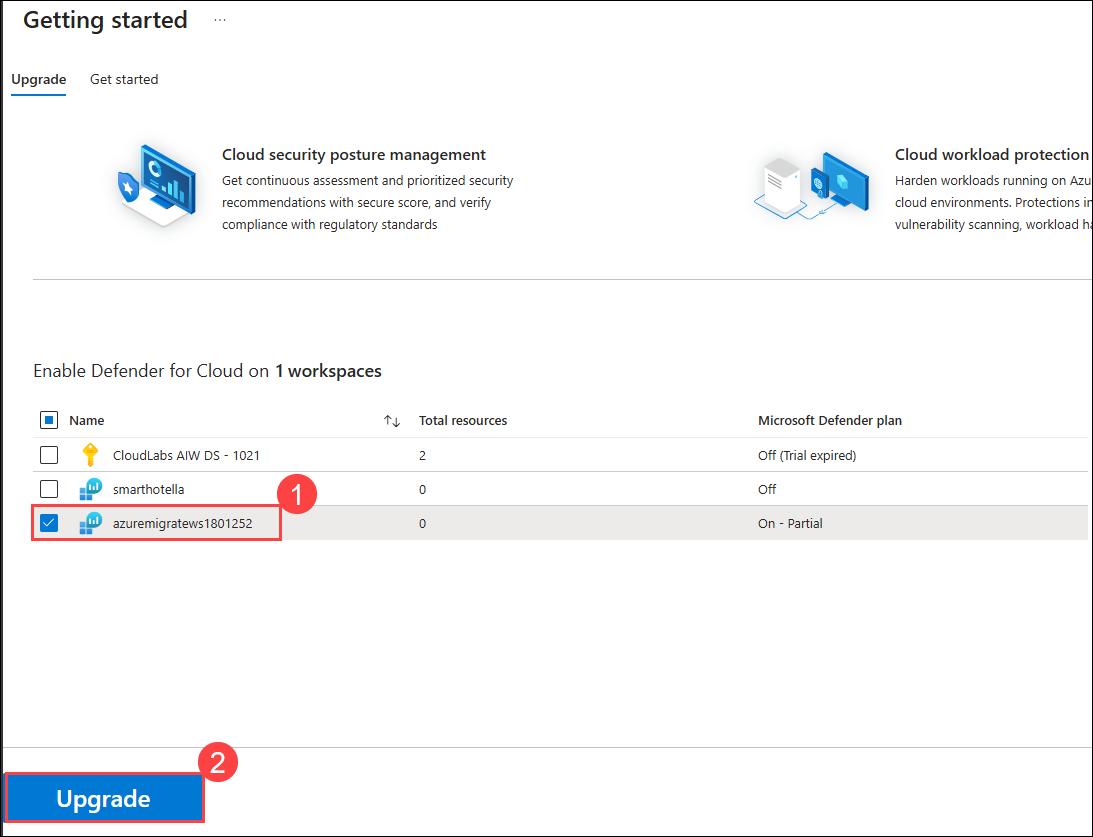 Getting started ...
Upgrade Get started
Cloud security posture management
Get continuous assessment and prioritized security
recommendations with secure score, and verify
compliance with regulatory standards
Cloud workload protection
Harden workloads running on Azu
cloud environments. Protections in
vulnerability scanning, workload ha
Enable Defender for Cloud on 1 workspaces
Name Total resources Microsoft Defender plan
CloudLabs AIW DS - 1021 2 Off (Trial expired)
smarthotella 0 Off
1
azuremigratews1801252 0 On - Partial
2
Upgrade